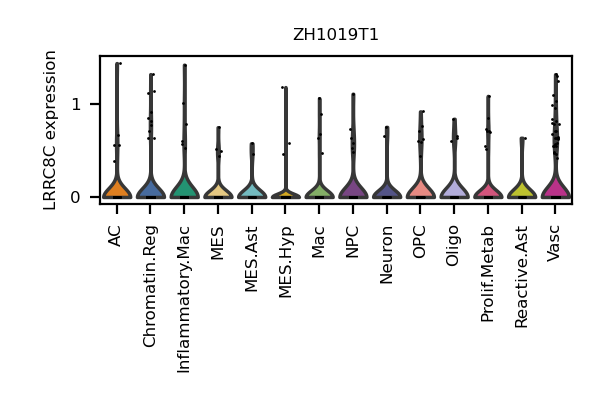 ZH1019T1
LRRC8C expression
1
0
AC
Chromatin.Reg
Inflammatory.Mac
MES
MES.Ast
MES.Hyp
Mac
NPC
Neuron
OPC
Oligo
Prolif.Metab
Reactive.Ast
Vasc